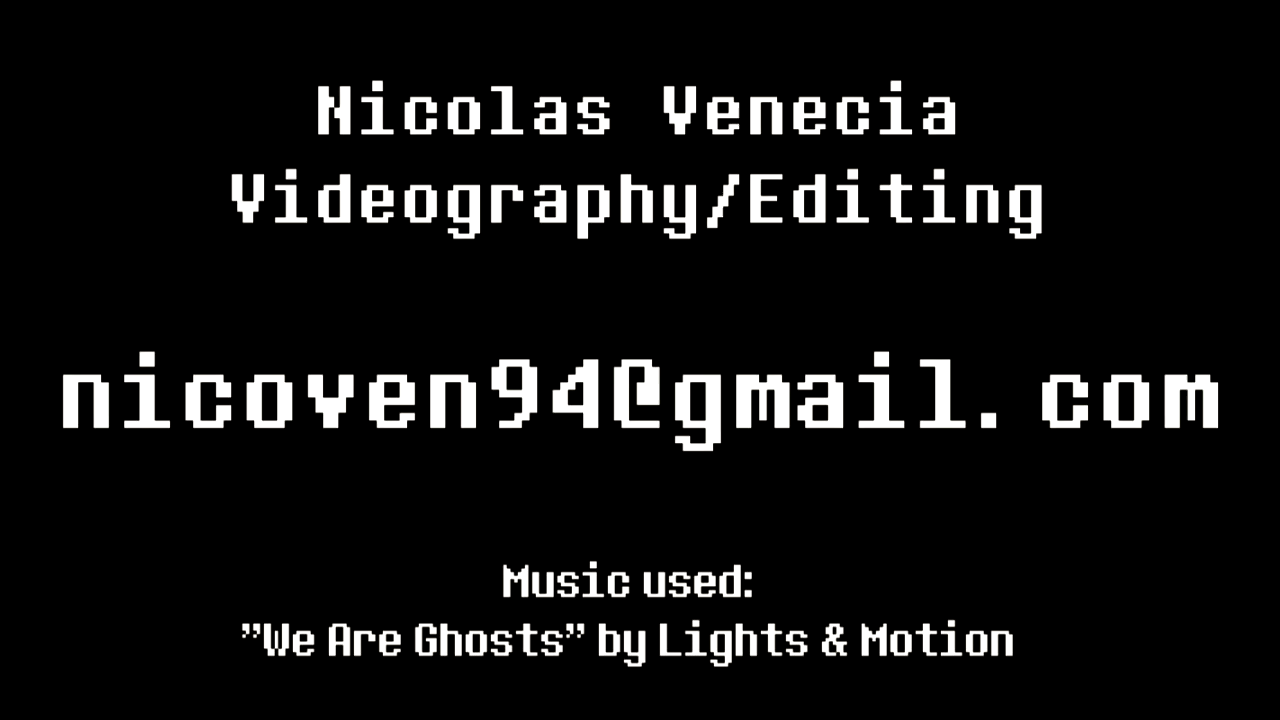 Nicolas Venecia
Videography/Editing
nicoven94@gmail.com
Music used:
”We Are Ghosts” by Lights & Motion